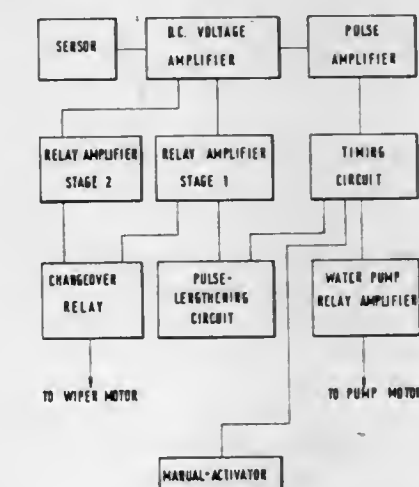 SENSOR
D.C. VOLTAGE
AMPLIFIER
PULSE
AMPLIFIER
RELAY AMPLIFIER
STAGE 2
RELAY AMPLIFIER
STAGE 1
TIMING
CIRCUIT
CHANGEOVER
RELAY
PULSE-
LENGTHENING
CIRCUIT
WATER PUMP
RELAY AMPLIFIER
TO WIPER MOTOR
TO PUMP MOTOR
MANUAL-ACTIVATOR